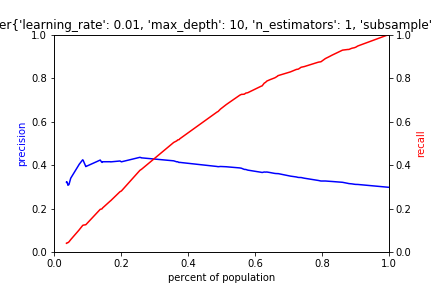 er{'learning_rate': 0.01, 'max_depth': 10, 'n_estimators': 1, 'subsample'
1.0
0.8
0.6
0.4
0.2
0.0
precision
1.0
0.8
0.6
0.4
0.2
0.0
recall
0.0 0.2 0.4 0.6 0.8 1.0
percent of population